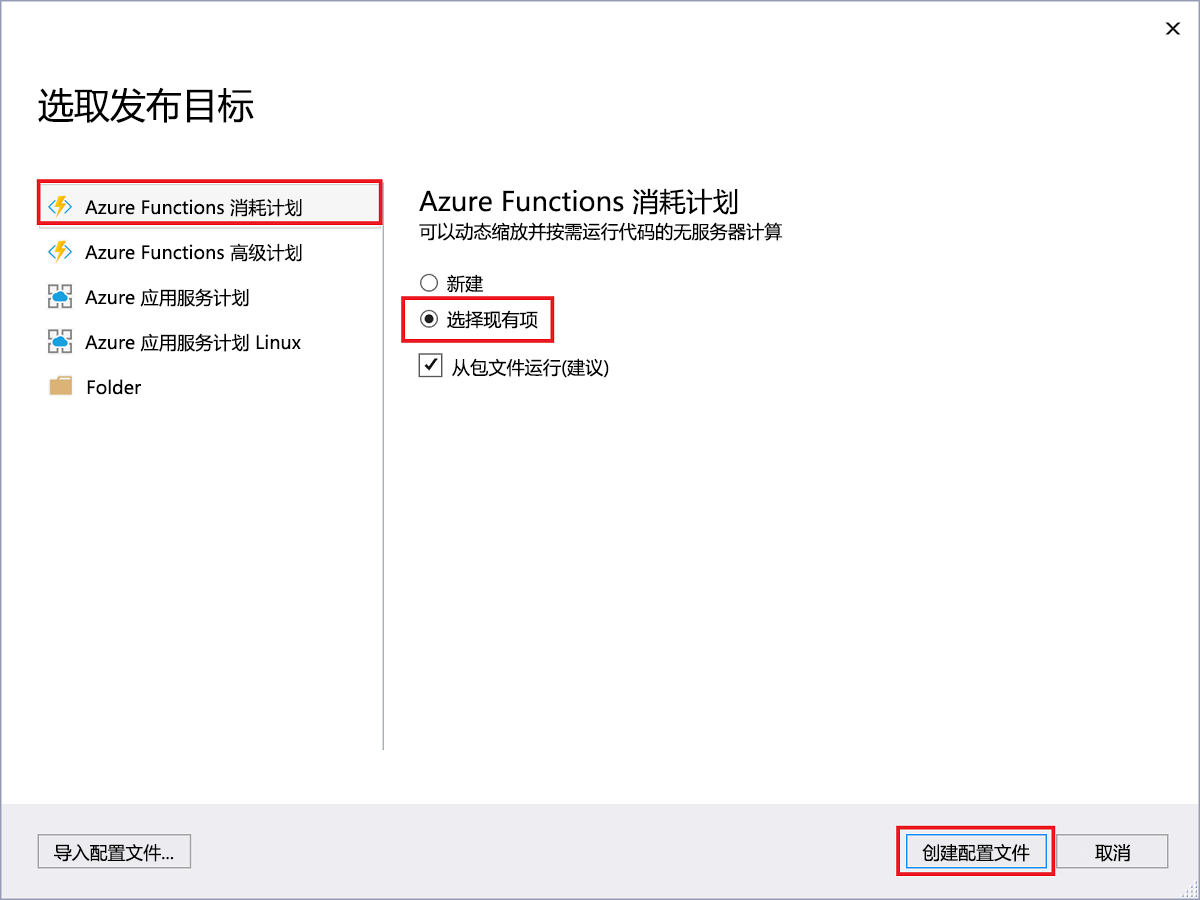 选取发布目标
Azure Functions 消耗计划
Azure Functions 高级计划
Azure 应用服务计划
Azure 应用服务计划 Linux
Folder
Azure Functions 消耗计划
可以动态缩放并按需运行代码的无服务器计算
新建
选择现有项
从包文件运行(建议)
导入配置文件...
创建配置文件
取消